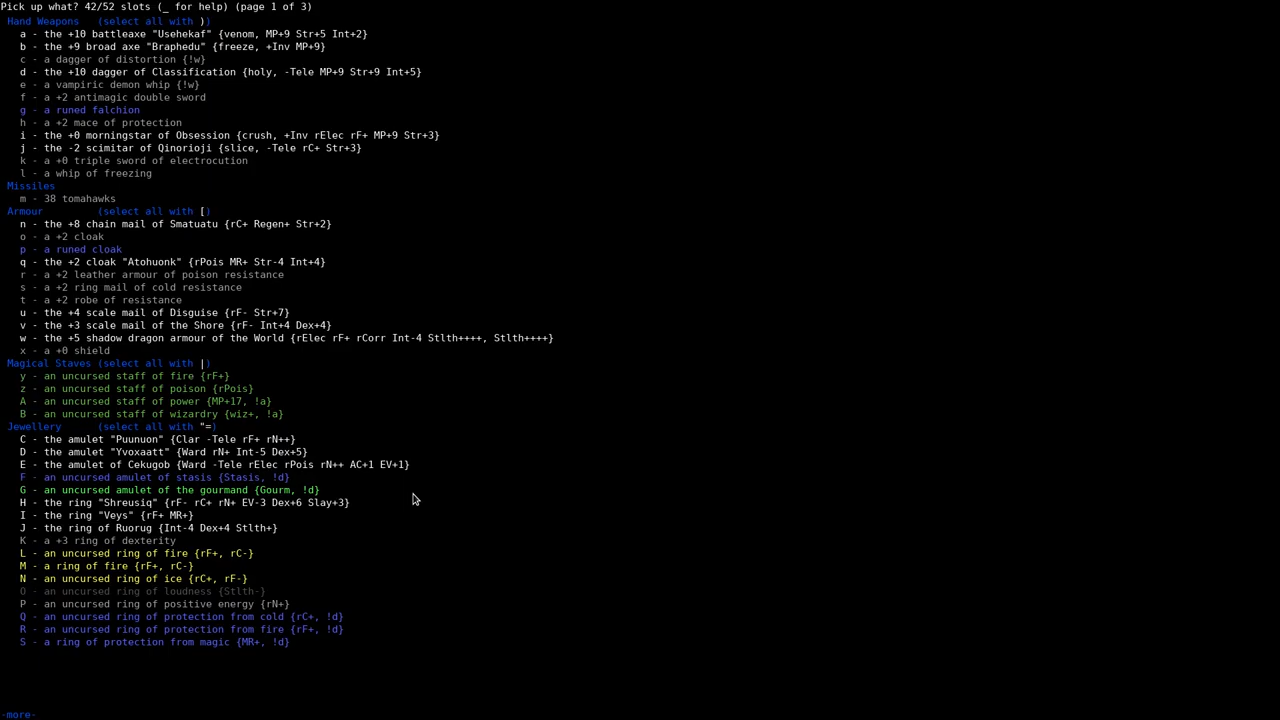 Pick up what? 42/52 slots (_ for help) (page 1 of 3)
Hand Weapons (select all with ))
a - the +10 battleaxe "Usehekaf" {venom, MP+9 Str+5 Int+2}
b - the +9 broad axe "Braphedu" {freeze, +Inv MP+9}
c - a dagger of distortion {!w}
d - the +10 dagger of Classification {holy, -Tele MP+9 Str+9 Int+5}
e - a vampiric demon whip {!w}
f - a +2 antimagic double sword
g - a runed falchion
h - a +2 mace of protection
i - the +0 morningstar of Obsession {crush, +Inv rElec rF+ MP+9 Str+3}
j - the -2 scimitar of Qinorioji {slice, -Tele rC+ Str+3}
k - a +0 triple sword of electrocution
l - a whip of freezing
Missiles
m - 38 tomahawks
Armour (select all with [)
n - the +8 chain mail of Smatuatu {rC+ Regen+ Str+2}
o - a +2 cloak
p - a runed cloak
q - the +2 cloak "Atohuonk" {rPois MR+ Str-4 Int+4}
r - a +2 leather armour of poison resistance
s - a +2 ring mail of cold resistance
t - a +2 robe of resistance
u - the +4 scale mail of Disguise {rF- Str+7}
v - the +3 scale mail of the Shore {rF- Int+4 Dex+4}
w - the +5 shadow dragon armour of the World {rElec rF+ rCorr Int-4 Stlth++++, Stlth++++}
x - a +0 shield
Magical Staves (select all with |)
y - an uncursed staff of fire {rF+}
z - an uncursed staff of poison {rPois}
A - an uncursed staff of power {MP+17, !a}
B - an uncursed staff of wizardry {wiz+, !a}
Jewellery (select all with "=)
C - the amulet "Puunuon" {Clar -Tele rF+ rN++}
D - the amulet "Yvoxaatt" {Ward rN+ Int-5 Dex+5}
E - the amulet of Cekugob {Ward -Tele rElec rPois rN++ AC+1 EV+1}
F - an uncursed amulet of stasis {Stasis, !d}
G - an uncursed amulet of the gourmand {Gourm, !d}
H - the ring "Shreusiq" {rF- rC+ rN+ EV-3 Dex+6 Slay+3}
I - the ring "Veys" {rF+ MR+}
J - the ring of Ruorug {Int-4 Dex+4 Stlth+}
K - a +3 ring of dexterity
L - an uncursed ring of fire {rF+, rC-}
M - a ring of fire {rF+, rC-}
N - an uncursed ring of ice {rC+, rF-}
O - an uncursed ring of loudness {Stlth-}
P - an uncursed ring of positive energy {rN+}
Q - an uncursed ring of protection from cold {rC+, !d}
R - an uncursed ring of protection from fire {rF+, !d}
S - a ring of protection from magic {MR+, !d}
-more-